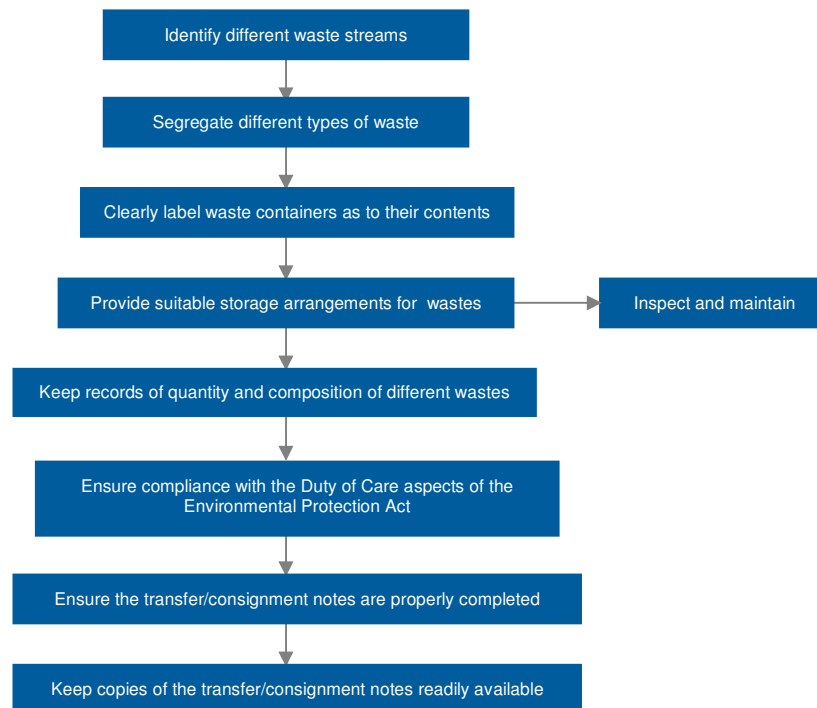 Identify different waste streams
Segregate different types of waste
Clearly label waste containers as to their contents
Provide suitable storage arrangements for  wastes
Inspect and maintain
Keep records of quantity and composition of different wastes
Ensure compliance with the Duty of Care aspects of the
Environmental Protection Act
Ensure the transfer/consignment notes are properly completed
Keep copies of the transfer/consignment notes readily available